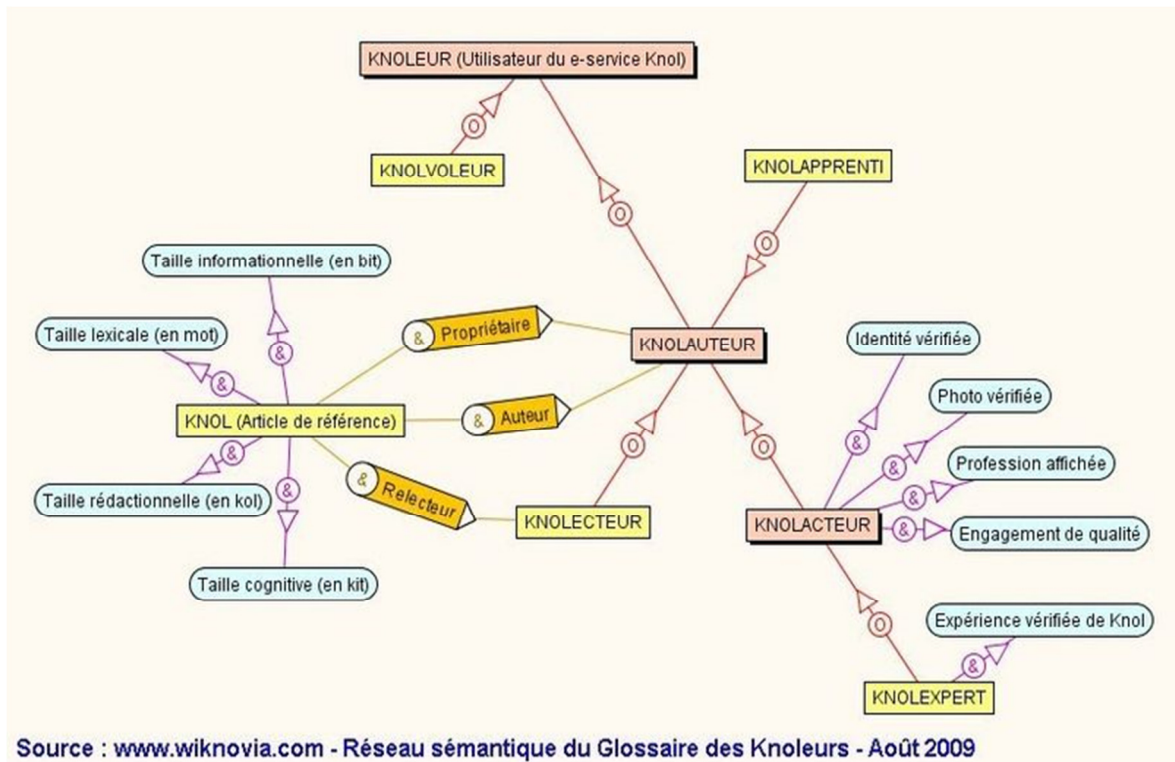 KNOLEUR (Utilisateur du e-service Knol)
O
KNOLVOLEUR
KNOLAPPRENTI
O
O
Taille informationnelle (en bit)
&
Taille lexicale (en mot)
&
& Propriétaire
KNOLAUTEUR
Identité vérifiée
&
Photo vérifiée
&
KNOL (Article de référence)
& Auteur
O
O
Profession affichée
&
&
& Relecteur
Taille rédactionnelle (en kol)
&
KNOLECTEUR
KNOLACTEUR
&
Engagement de qualité
Taille cognitive (en kit)
O
Expérience vérifiée de Knol
&
KNOLEXPERT
Source : www.wiknovia.com - Réseau sémantique du Glossaire des Knoleurs - Août 2009